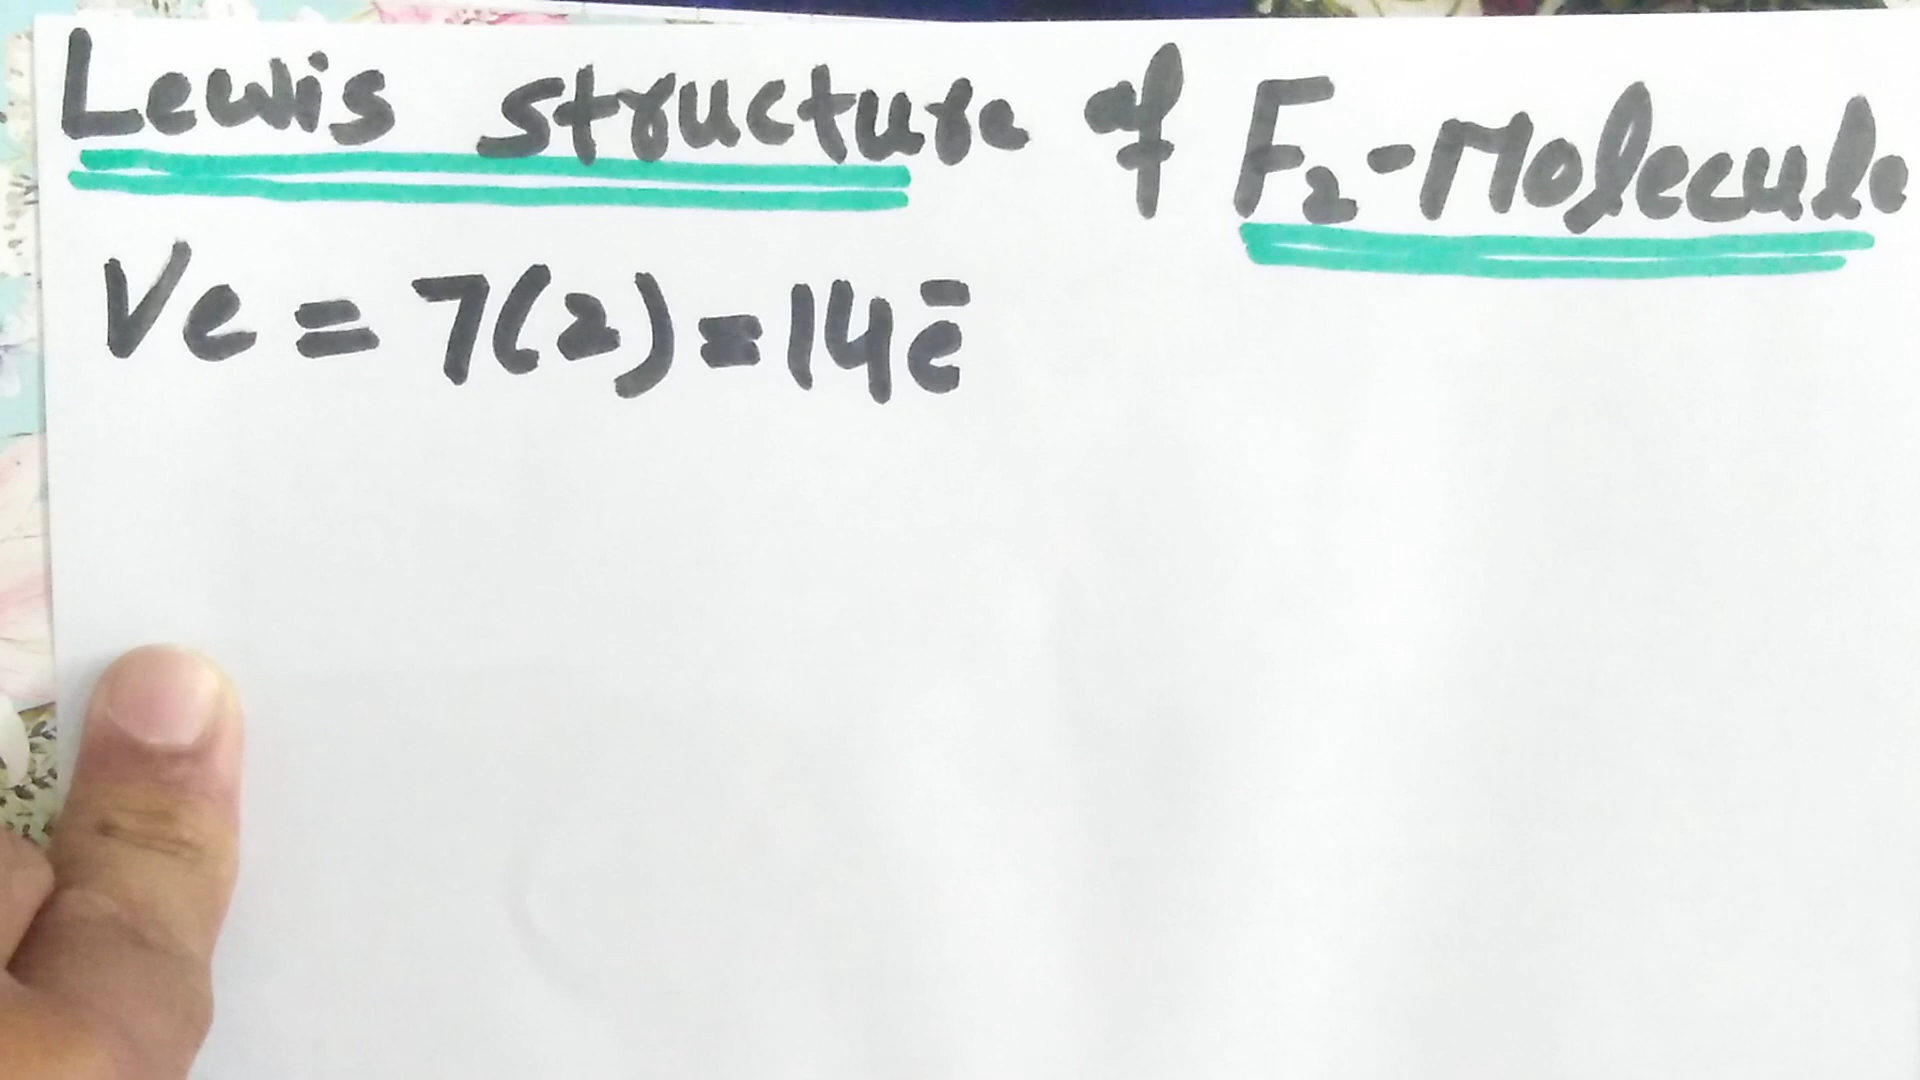 Lewis structure of F₂-Molecule
Ve = 7(2) = 14ē